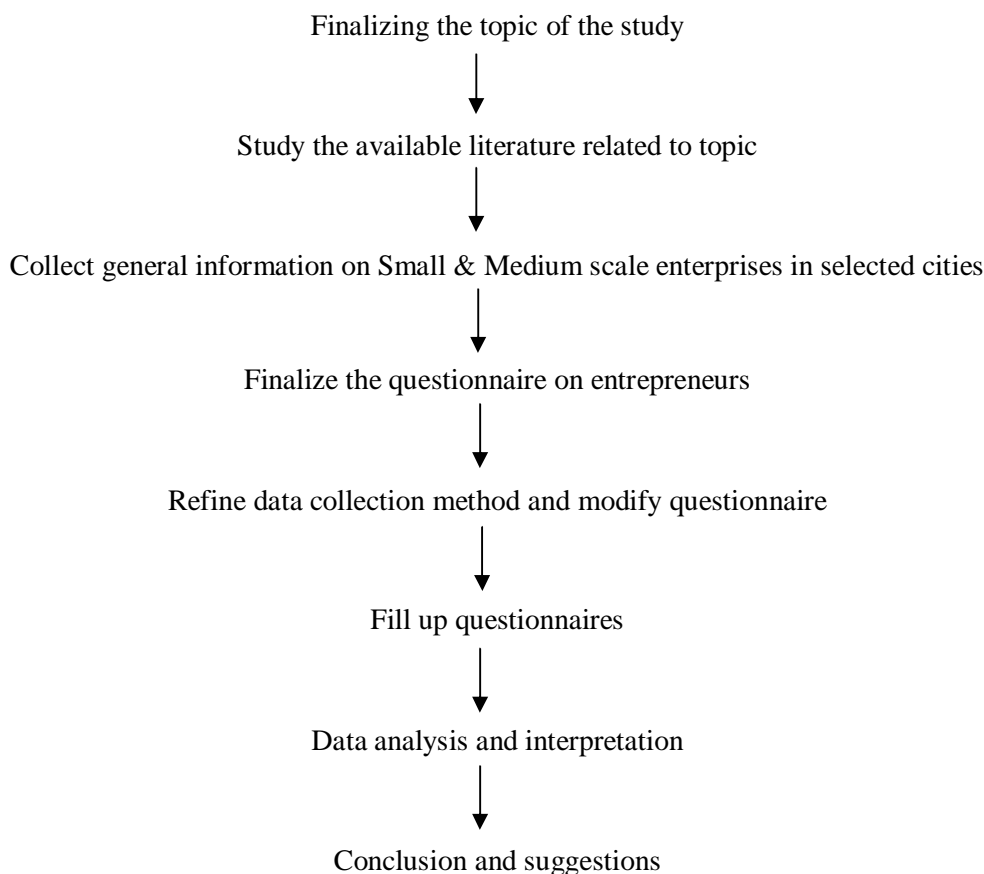 Finalizing the topic of the study
Study the available literature related to topic
Collect general information on Small & Medium scale enterprises in selected cities
Finalize the questionnaire on entrepreneurs
Refine data collection method and modify questionnaire
Fill up questionnaires
Data analysis and interpretation
Conclusion and suggestions